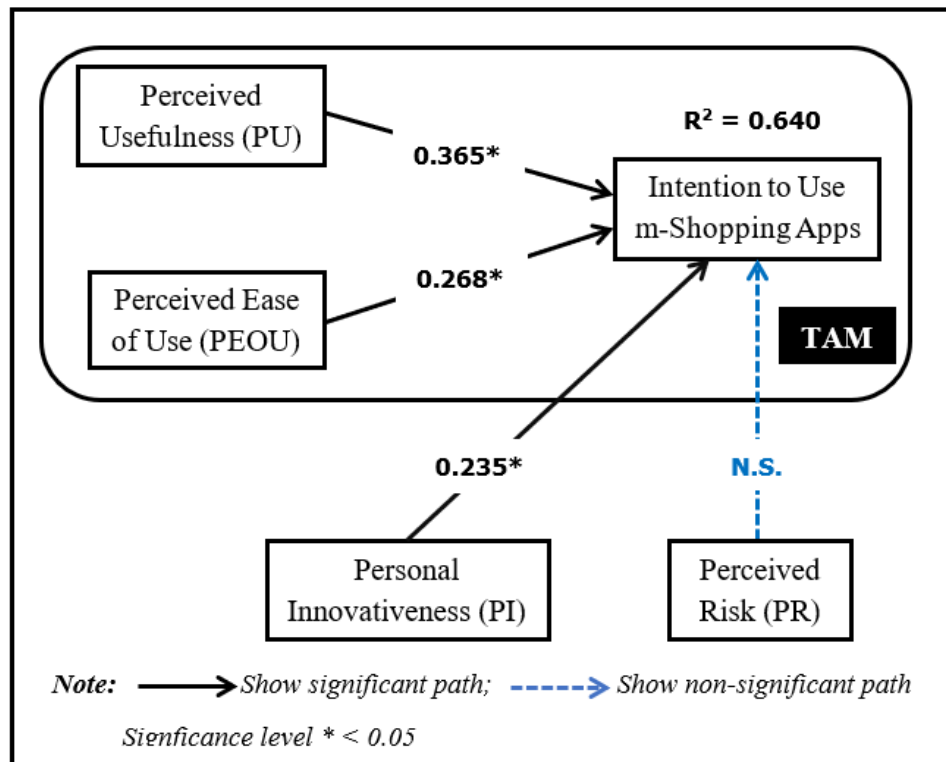 Perceived
Usefulness (PU)
R² = 0.640
0.365*
Intention to Use
m-Shopping Apps
0.268*
Perceived Ease
of Use (PEOU)
TAM
0.235*
N.S.
Personal
Innovativeness (PI)
Perceived
Risk (PR)
Note: Show significant path; Show non-significant path
Signficance level * < 0.05